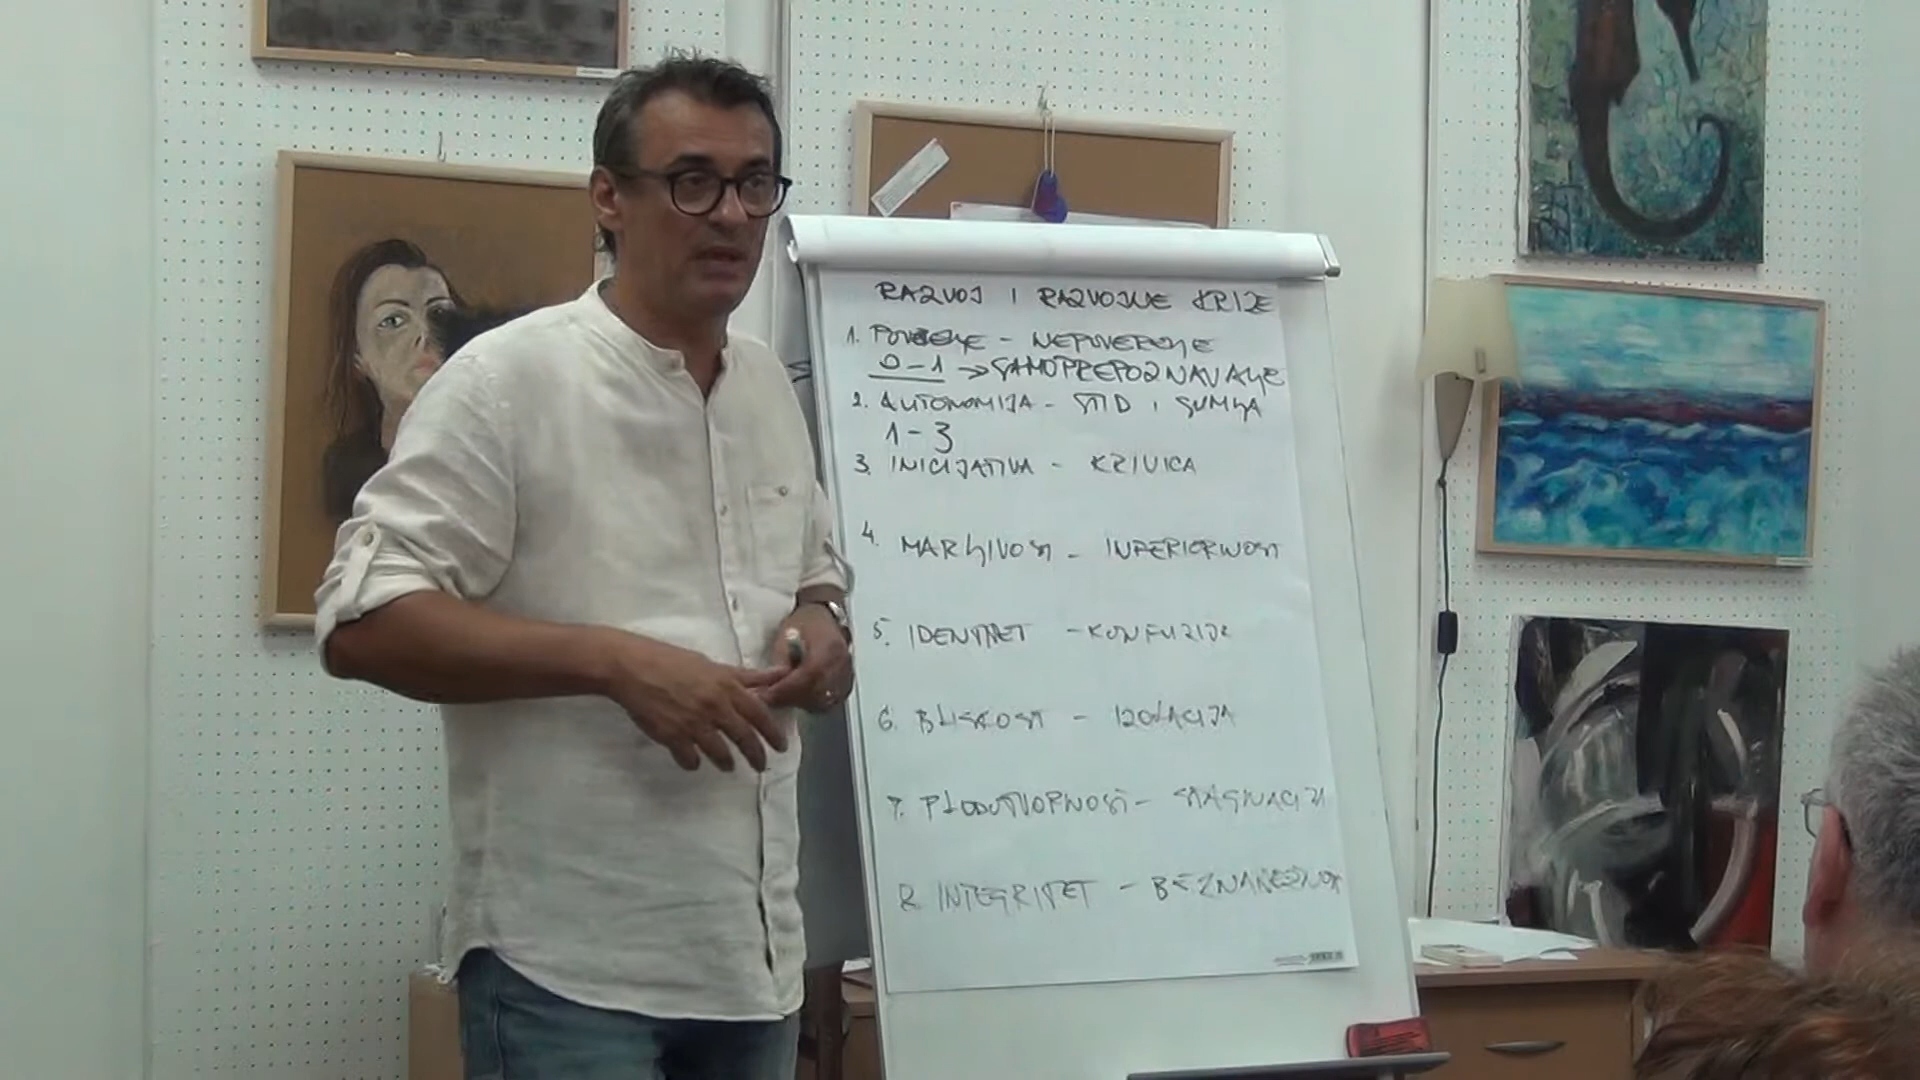 RAZVOJ I RAZVOJNE KRIZE
1. POVERENJE - NEPOVERENJE
0-1 → SAMOPREPOZNAVANJE
2. AUTONOMIJA - STID I SUMNJA
1-3
3. INICIJATIVA - KRIVICA
4. MARLJIVOST - INFERIORNOST
5. IDENTITET - KONFUZIJA
6. BLISKOST - IZOLACIJA
7. PLODOTVORNOST - STAGNACIJA
8. INTEGRITET - BEZNADEŽNOST